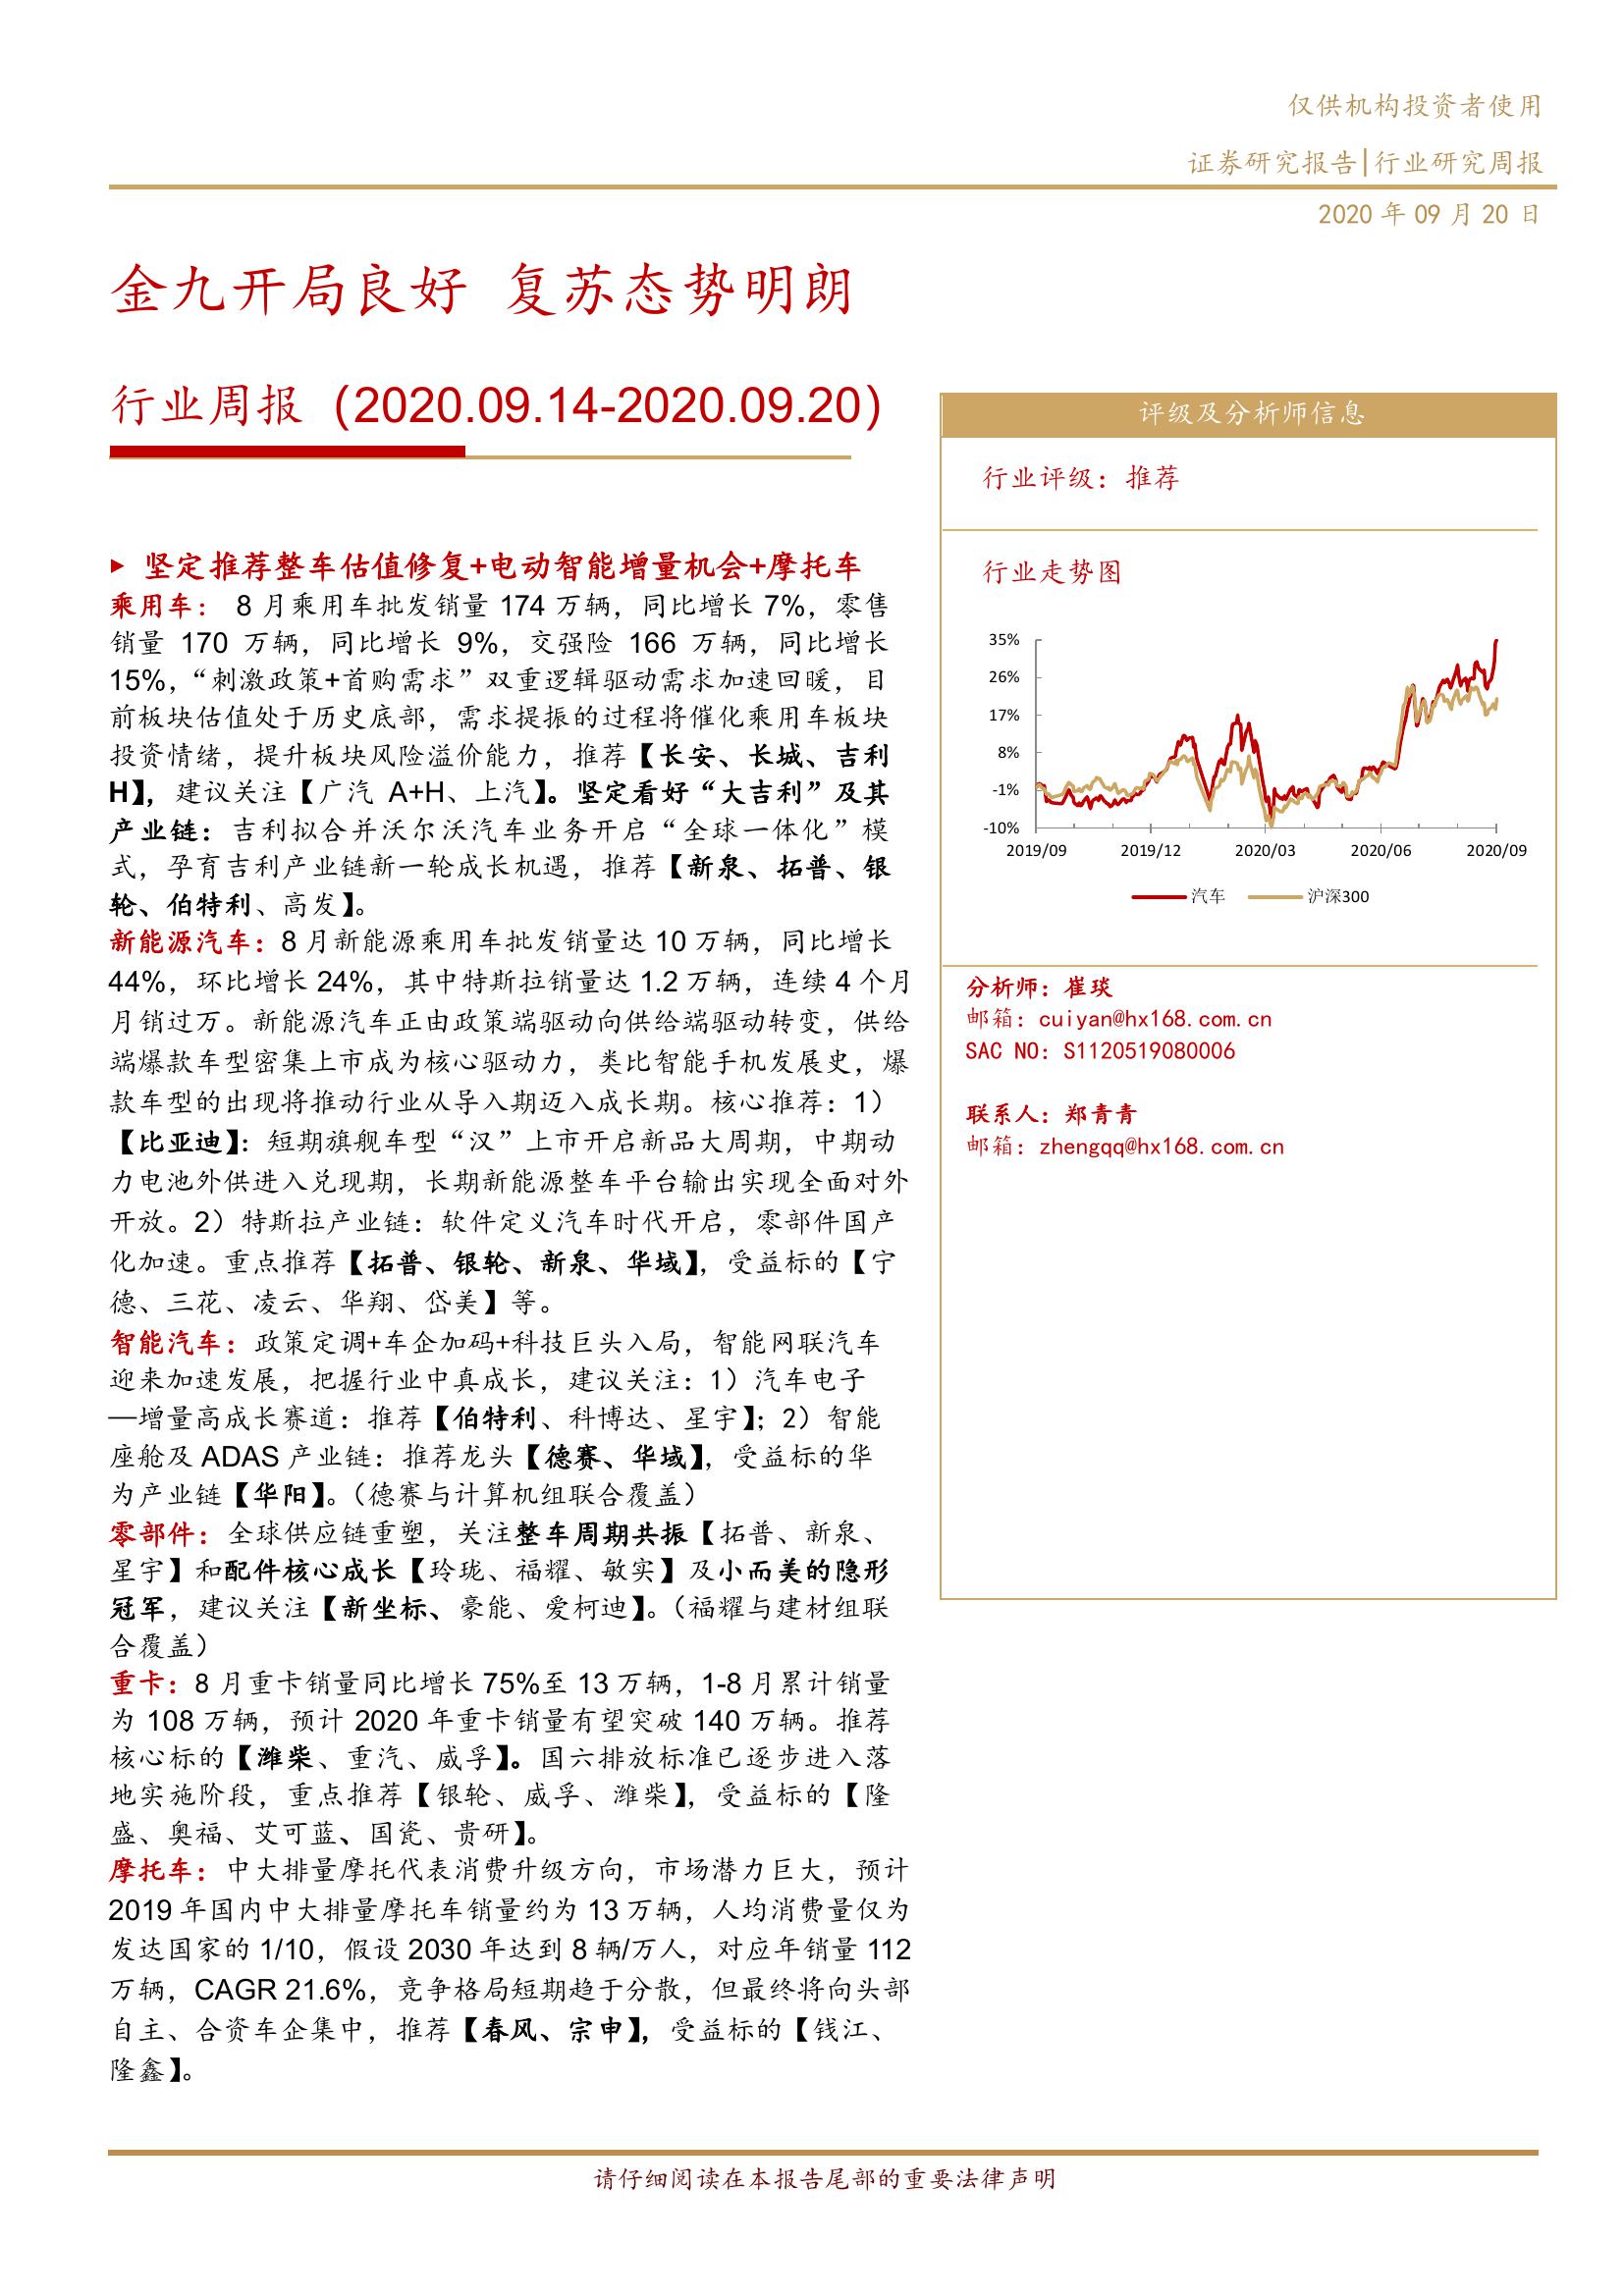 仅供机构投资者使用
证券研究报告|行业研究周报
2020 年 09 月 20 日
金九开局良好 复苏态势明朗
行业周报（2020.09.14-2020.09.20）
坚定推荐整车估值修复+电动智能增量机会+摩托车
乘用车： 8 月乘用车批发销量 174 万辆，同比增长 7%，零售
销量 170 万辆，同比增长 9%，交强险 166 万辆，同比增长
15%，“刺激政策+首购需求”双重逻辑驱动需求加速回暖，目
前板块估值处于历史底部，需求提振的过程将催化乘用车板块
投资情绪，提升板块风险溢价能力，推荐【长安、长城、吉利
H】，建议关注【广汽 A+H、上汽】。坚定看好“大吉利”及其
产业链：吉利拟合并沃尔沃汽车业务开启“全球一体化”模
式，孕育吉利产业链新一轮成长机遇，推荐【新泉、拓普、银
轮、伯特利、高发】。
新能源汽车：8 月新能源乘用车批发销量达 10 万辆，同比增长
44%，环比增长 24%，其中特斯拉销量达 1.2 万辆，连续 4 个月
月销过万。新能源汽车正由政策端驱动向供给端驱动转变，供给
端爆款车型密集上市成为核心驱动力，类比智能手机发展史，爆
款车型的出现将推动行业从导入期迈入成长期。核心推荐：1）
【比亚迪】：短期旗舰车型“汉”上市开启新品大周期，中期动
力电池外供进入兑现期，长期新能源整车平台输出实现全面对外
开放。2）特斯拉产业链：软件定义汽车时代开启，零部件国产
化加速。重点推荐【拓普、银轮、新泉、华域】，受益标的【宁
德、三花、凌云、华翔、岱美】等。
智能汽车：政策定调+车企加码+科技巨头入局，智能网联汽车
迎来加速发展，把握行业中真成长，建议关注：1）汽车电子
—增量高成长赛道：推荐【伯特利、科博达、星宇】；2）智能
座舱及 ADAS 产业链：推荐龙头【德赛、华域】，受益标的华
为产业链【华阳】。（德赛与计算机组联合覆盖）
零部件：全球供应链重塑，关注整车周期共振【拓普、新泉、
星宇】和配件核心成长【玲珑、福耀、敏实】及小而美的隐形
冠军，建议关注【新坐标、豪能、爱柯迪】。（福耀与建材组联
合覆盖）
重卡：8 月重卡销量同比增长 75%至 13 万辆，1-8 月累计销量
为 108 万辆，预计 2020 年重卡销量有望突破 140 万辆。推荐
核心标的【潍柴、重汽、威孚】。国六排放标准已逐步进入落
地实施阶段，重点推荐【银轮、威孚、潍柴】，受益标的【隆
盛、奥福、艾可蓝、国瓷、贵研】。
摩托车：中大排量摩托代表消费升级方向，市场潜力巨大，预计
2019 年国内中大排量摩托车销量约为 13 万辆，人均消费量仅为
发达国家的 1/10，假设 2030 年达到 8 辆/万人，对应年销量 112
万辆，CAGR 21.6%，竞争格局短期趋于分散，但最终将向头部
自主、合资车企集中，推荐【春风、宗申】，受益标的【钱江、
隆鑫】。
评级及分析师信息
行业评级：推荐
行业走势图
35%
26%
17%
8%
-1%
-10%
2019/09 2019/12 2020/03 2020/06 2020/09
汽车 沪深300
分析师：崔琰
邮箱：cuiyan@hx168.com.cn
SAC NO：S1120519080006
联系人：郑青青
邮箱：zhengqq@hx168.com.cn
请仔细阅读在本报告尾部的重要法律声明